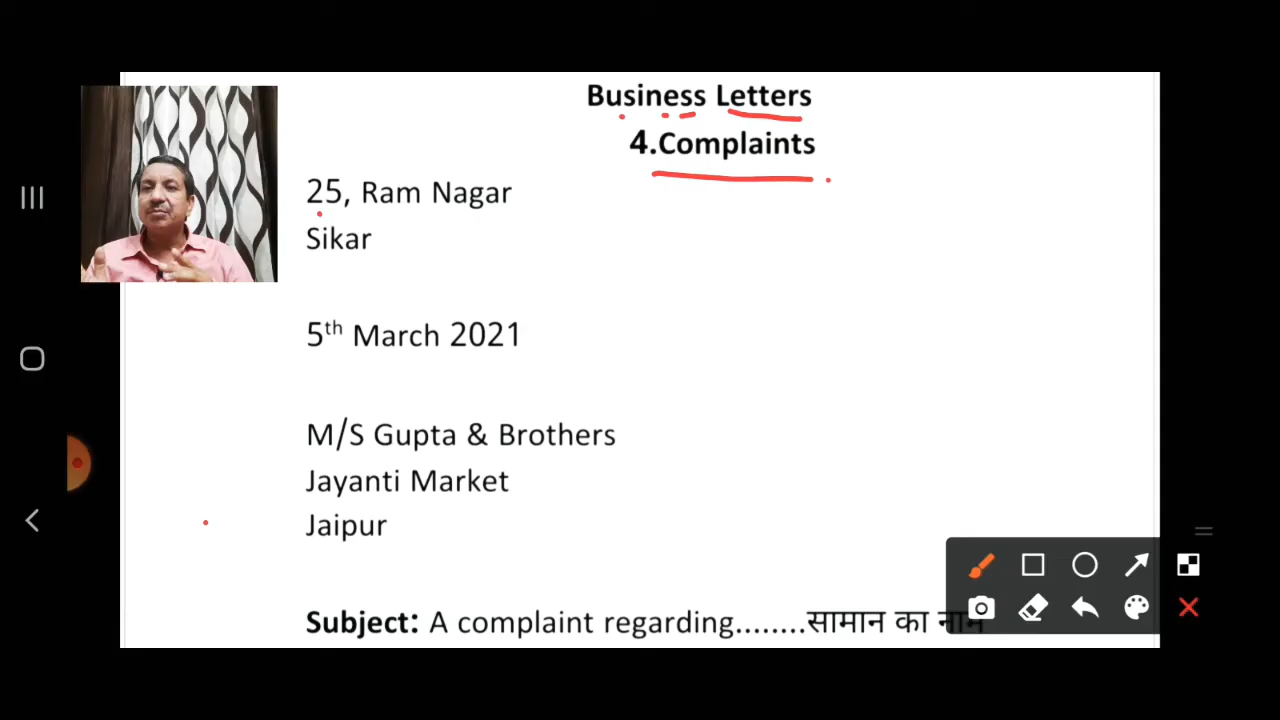 Business Letters
4.Complaints
25, Ram Nagar
Sikar
5th March 2021
M/S Gupta & Brothers
Jayanti Market
Jaipur
Subject: A complaint regarding........सामान का नाम